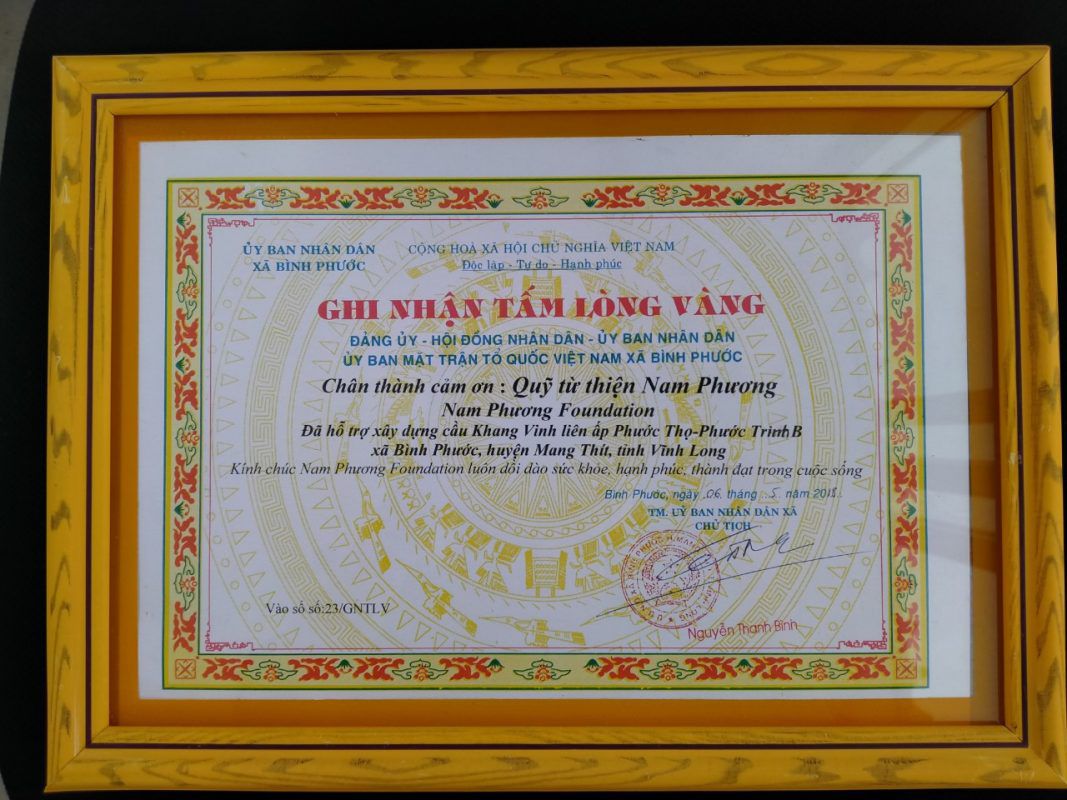 ỦY BAN NHÂN DÂN
XÃ BÌNH PHƯỚC
CỘNG HOÀ XÃ HỘI CHỦ NGHĨA VIỆT NAM
Độc lập - Tự do - Hạnh phúc
GHI NHẬN TẤM LÒNG VÀNG
ĐẢNG ỦY - HỘI ĐỒNG NHÂN DÂN - ỦY BAN NHÂN DÂN
ỦY BAN MẶT TRẬN TỔ QUỐC VIỆT NAM XÃ BÌNH PHƯỚC
Chân thành cảm ơn : Quỹ từ thiện Nam Phương
Nam Phương Foundation
Đã hỗ trợ xây dựng cầu Khang Vinh liên ấp Phước Thọ-Phước Trinh B
xã Bình Phước, huyện Mang Thít, tỉnh Vĩnh Long
Kính chúc Nam Phương Foundation luôn dồi dào sức khỏe, hạnh phúc, thành đạt trong cuộc sống
Bình Phước, ngày 06 tháng 5 năm 2018
TM. UỶ BAN NHÂN DÂN XÃ
CHỦ TỊCH
Vào sổ số:23/GNTLV
Nguyễn Thanh Bình